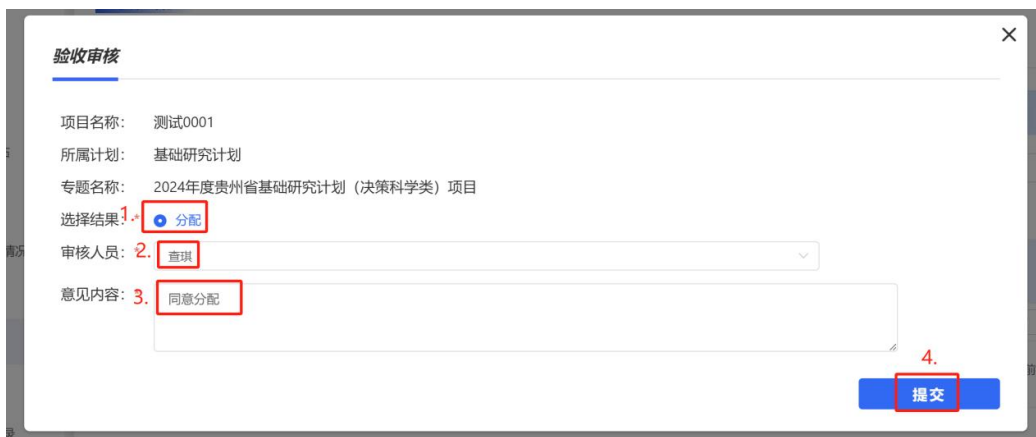 验收审核
项目名称： 测试0001
所属计划： 基础研究计划
专题名称： 2024年度贵州省基础研究计划（决策科学类）项目
选择结果： 1. * 分配
审核人员： * 2. 查琪
意见内容： * 3. 同意分配
4.
提交
情况
前